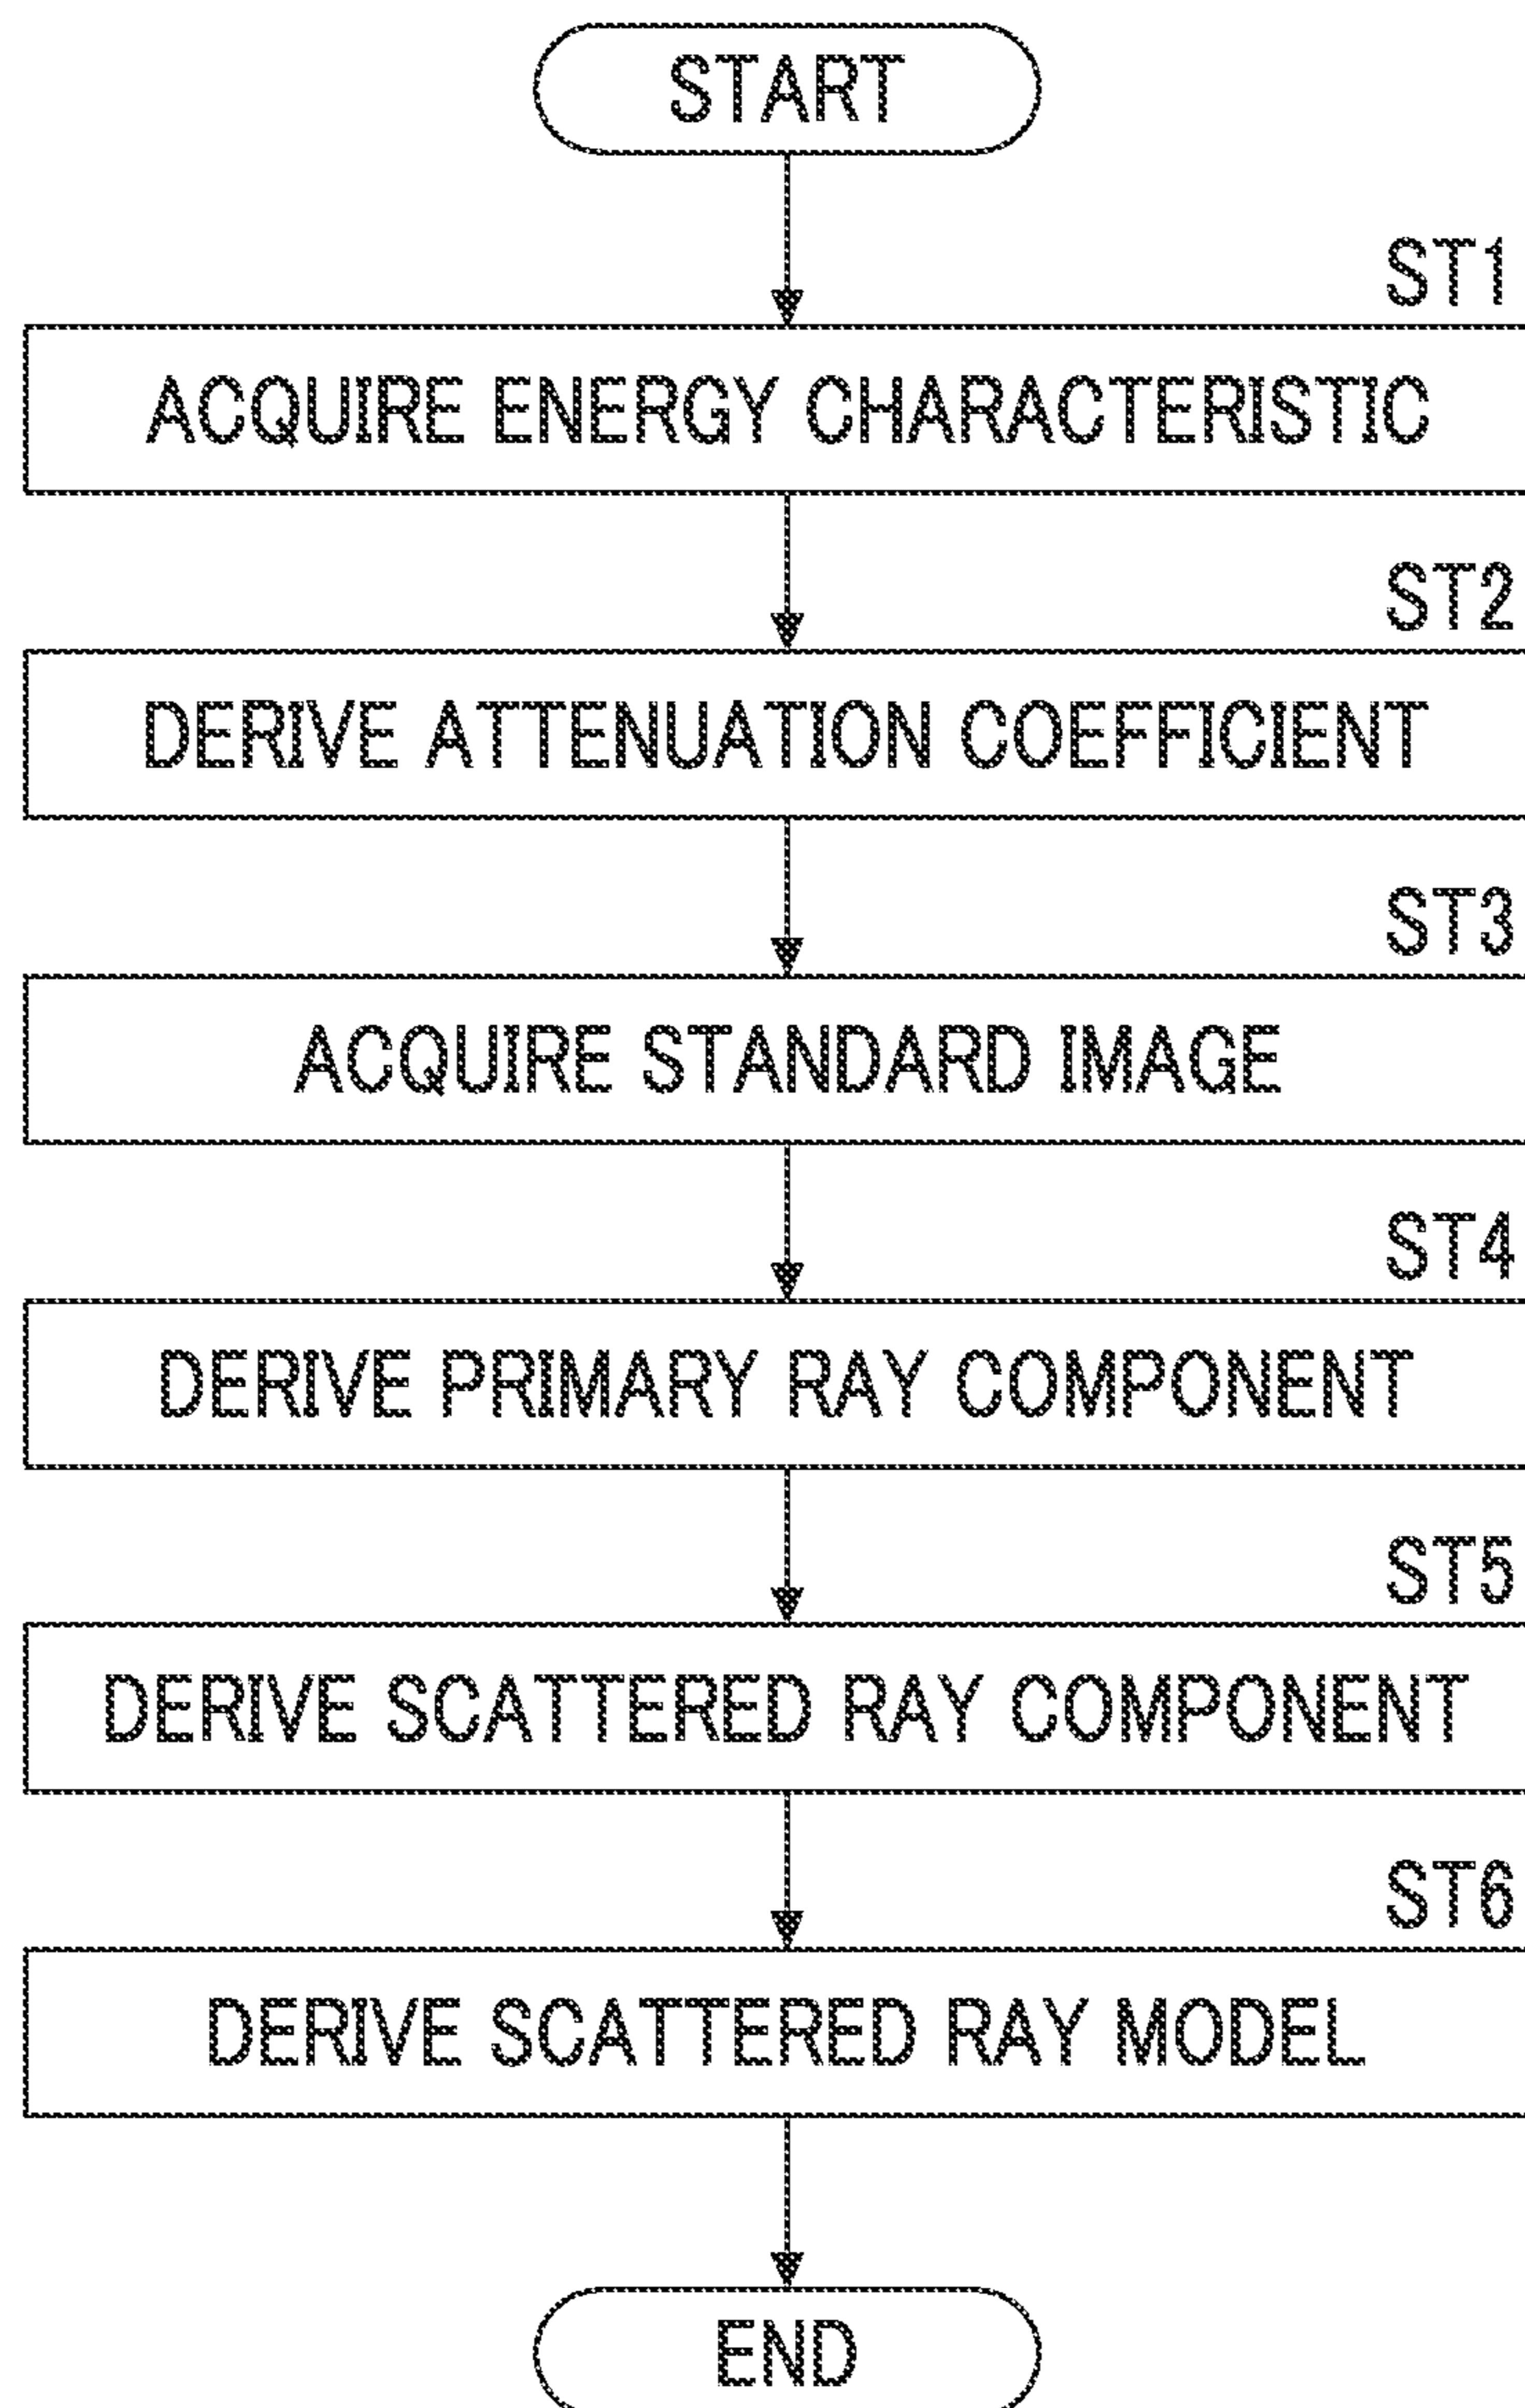 START
ST1
ACQUIRE ENERGY CHARACTERISTIC
ST2
DERIVE ATTENUATION COEFFICIENT
ST3
ACQUIRE STANDARD IMAGE
ST4
DERIVE PRIMARY RAY COMPONENT
ST5
DERIVE SCATTERED RAY COMPONENT
ST6
DERIVE SCATTERED RAY MODEL
END